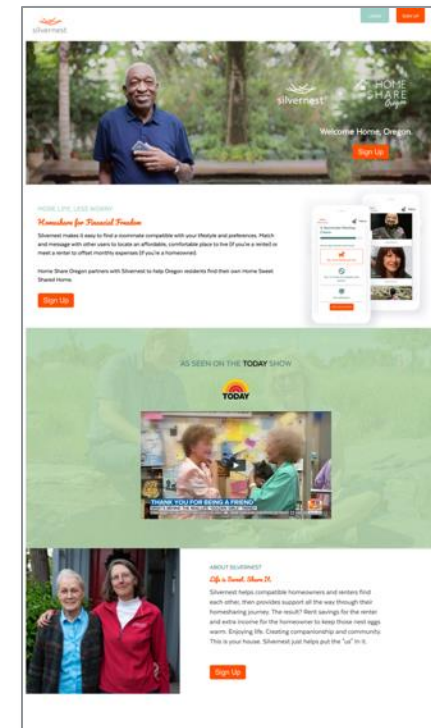 silvernest
SIGN UP
silvernest
HOME
SHARE
Oregon
Welcome Home, Oregon.
Sign Up
MORE LIFE, LESS WORRY
Homeshare for Financial Freedom
Silvernest makes it easy to find a roommate compatible with your lifestyle and preferences. Match
and message with other users to locate an affordable, comfortable place to live (if you're a renter) or
meet a renter to offset monthly expenses (if you're a homeowner).
Home Share Oregon partners with Silvernest to help Oregon residents find their own Home Sweet
Shared Home.
Sign Up
AS SEEN ON THE TODAY SHOW
TODAY
THANK YOU FOR BEING A FRIEND
ABOUT SILVERNEST
Life is Sweet. Share It.
Silvernest helps compatible homeowners and renters find
each other, then provides support all the way through their
homesharing journey. The result? Rent savings for the renter
and extra income for the homeowner to keep those nest eggs
warm. Enjoying life. Creating companionship and community.
This is your house. Silvernest just helps put the "us" in it.
Sign Up